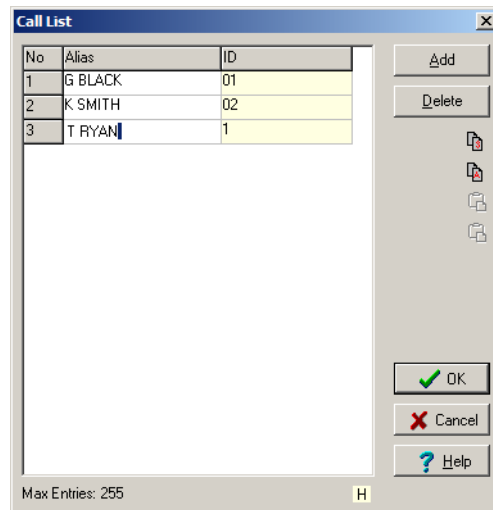 Call List
No Alias ID
1 G BLACK 01
2 K SMITH 02
3 T RYAN 1
Add
Delete
OK
Cancel
? Help
Max Entries: 255 H